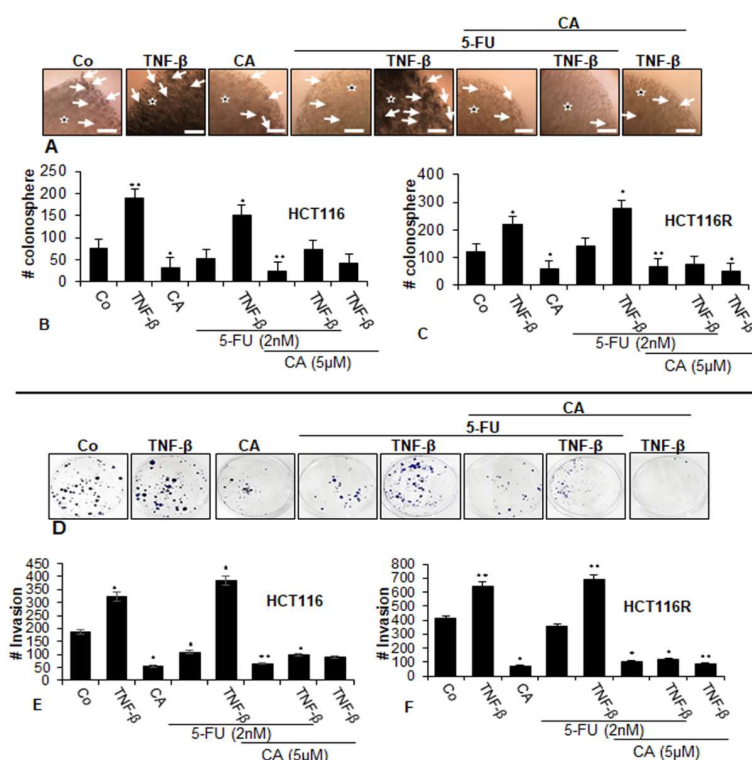 CA
5-FU
Co TNF-β CA TNF-β TNF-β TNF-β
A
# colonosphere
250
200
150
100
50
0
HCT116
** * * **
Co TNF-β CA TNF-β TNF-β TNF-β
5-FU (2nM)
CA (5µM)
B
# colonosphere
400
300
200
100
0
HCT116R
* * * ** *
Co TNF-β CA TNF-β TNF-β TNF-β
5-FU (2nM)
CA (5µM)
C
CA
5-FU
Co TNF-β CA TNF-β TNF-β TNF-β
D
# Invasion
450
400
350
300
250
200
150
100
50
0
HCT116
* * * * ** *
Co TNF-β CA TNF-β TNF-β TNF-β
5-FU (2nM)
CA (5µM)
E
# Invasion
800
700
600
500
400
300
200
100
0
HCT116R
** * ** * * **
Co TNF-β CA TNF-β TNF-β TNF-β
5-FU (2nM)
CA (5µM)
F